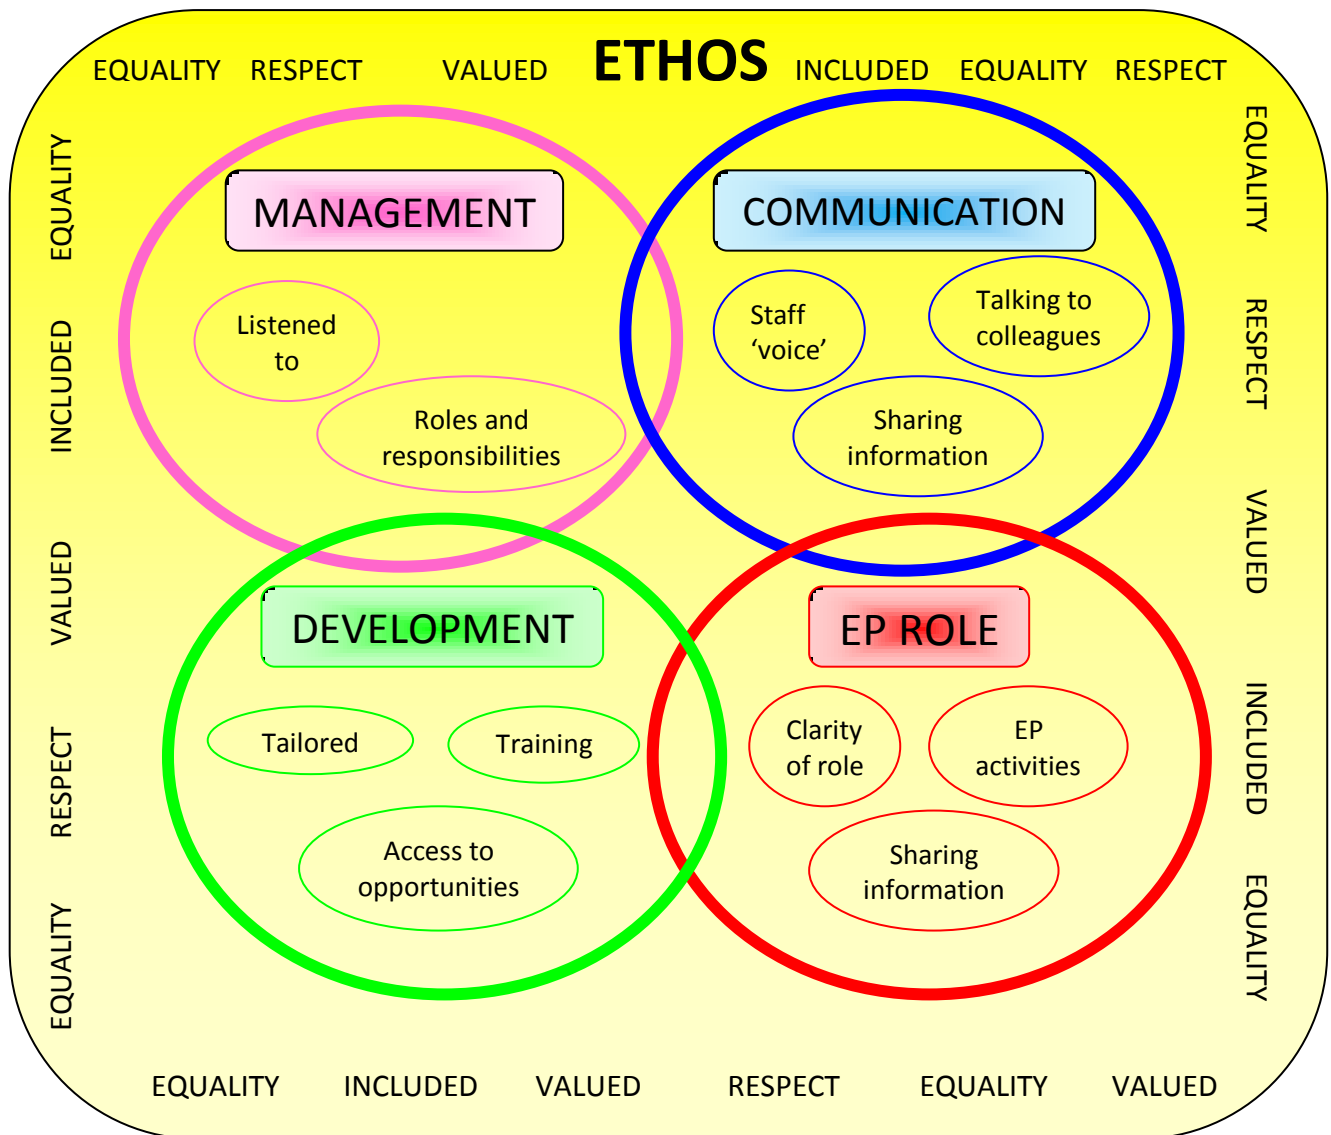 EQUALITY RESPECT VALUED ETHOS INCLUDED EQUALITY RESPECT
EQUALITY
INCLUDED
VALUED
RESPECT
EQUALITY
MANAGEMENT
Listened
to
Roles and
responsibilities
COMMUNICATION
Staff
‘voice’
Talking to
colleagues
Sharing
information
DEVELOPMENT
Tailored
Training
Access to
opportunities
EP ROLE
Clarity
of role
EP
activities
Sharing
information
EQUALITY
RESPECT
VALUED
INCLUDED
EQUALITY
EQUALITY INCLUDED VALUED RESPECT EQUALITY VALUED